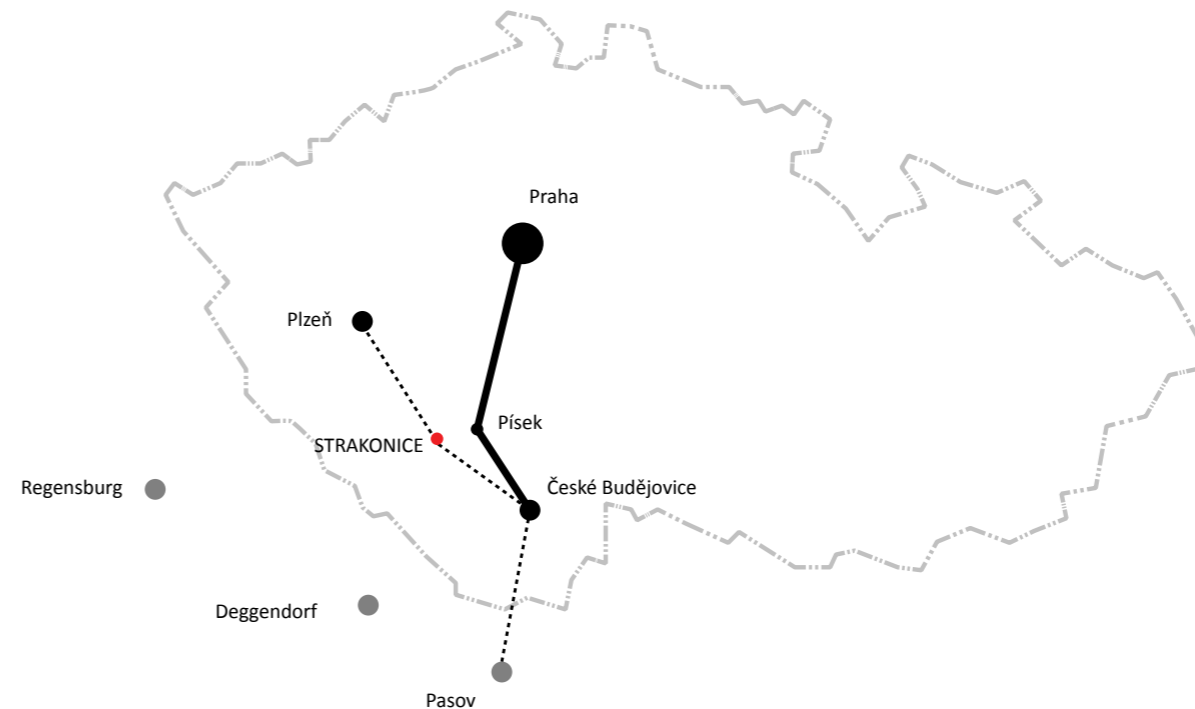 Praha
Plzeň
Písek
STRAKONICE
Regensburg
České Budějovice
Deggendorf
Pasov